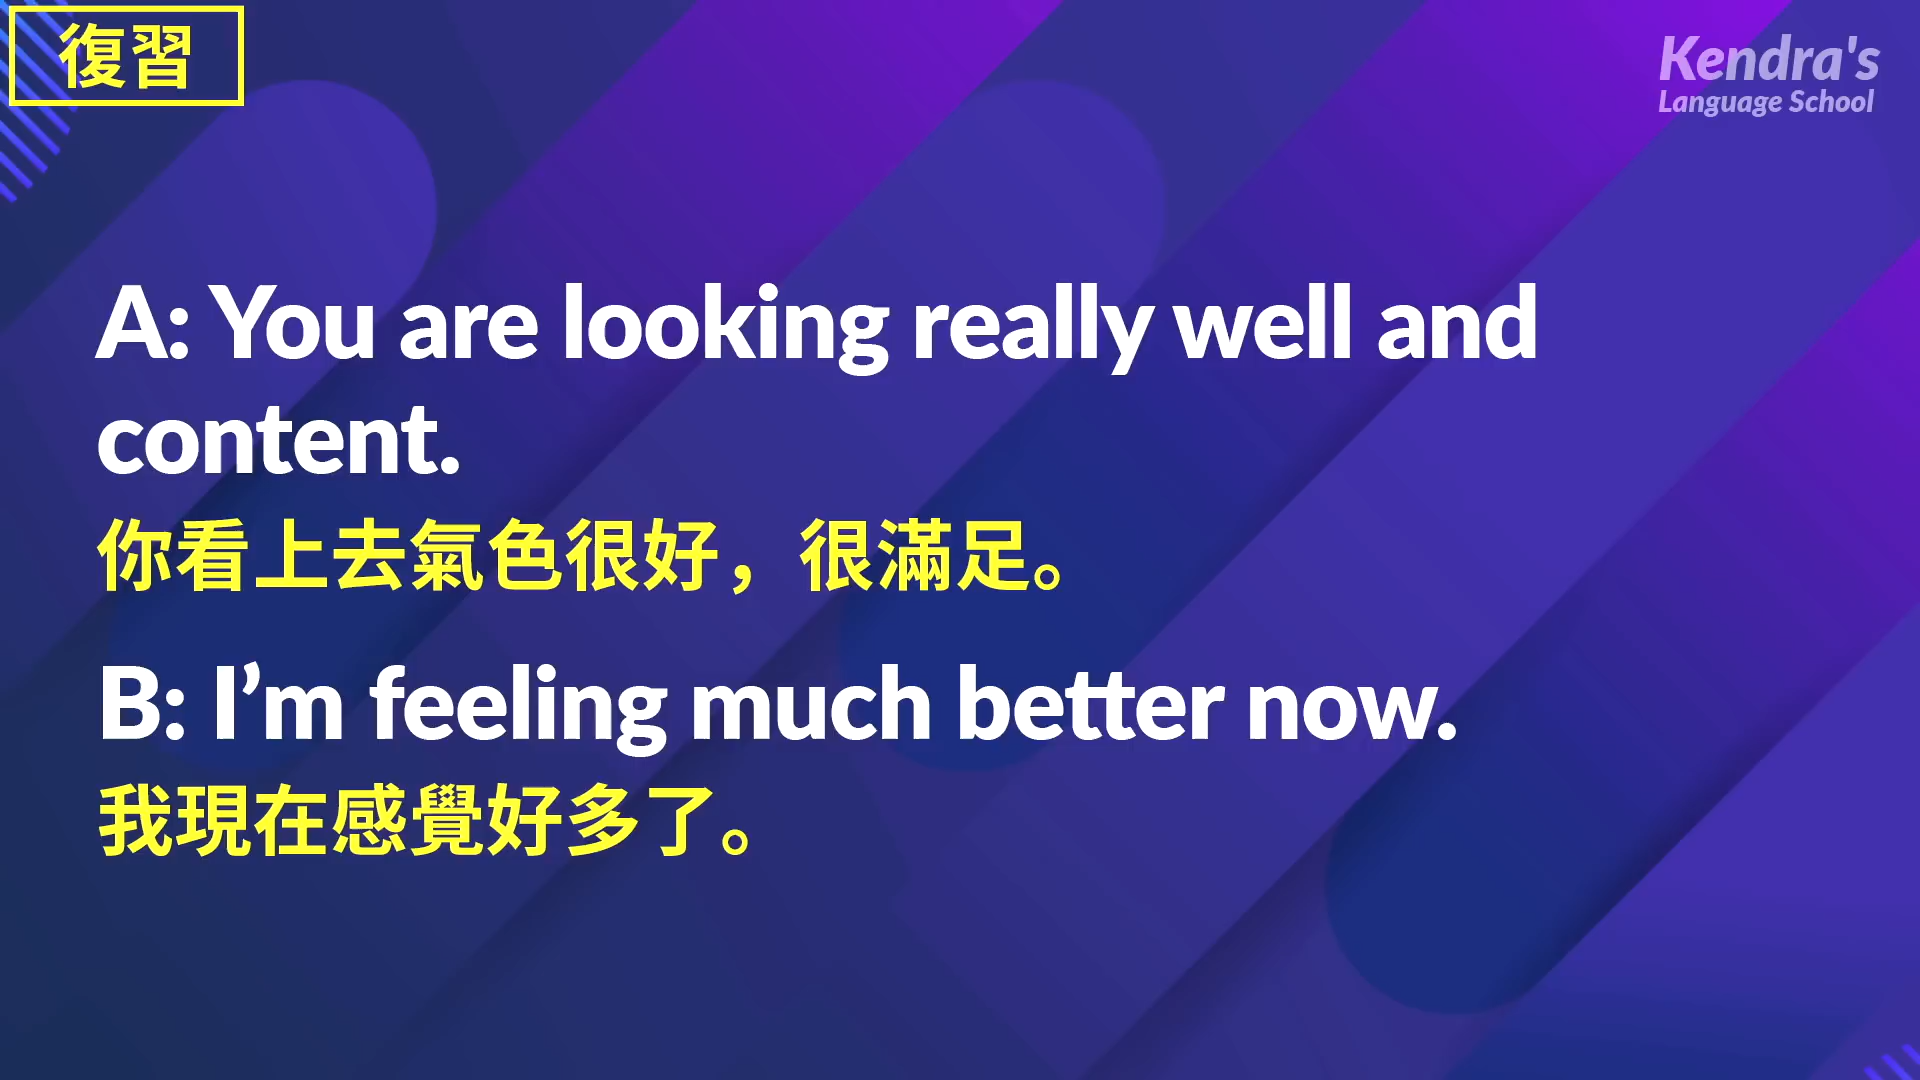 復習
Kendra's
Language School
A: You are looking really well and
content.
你看上去氣色很好，很滿足。
B: I’m feeling much better now.
我現在感覺好多了。